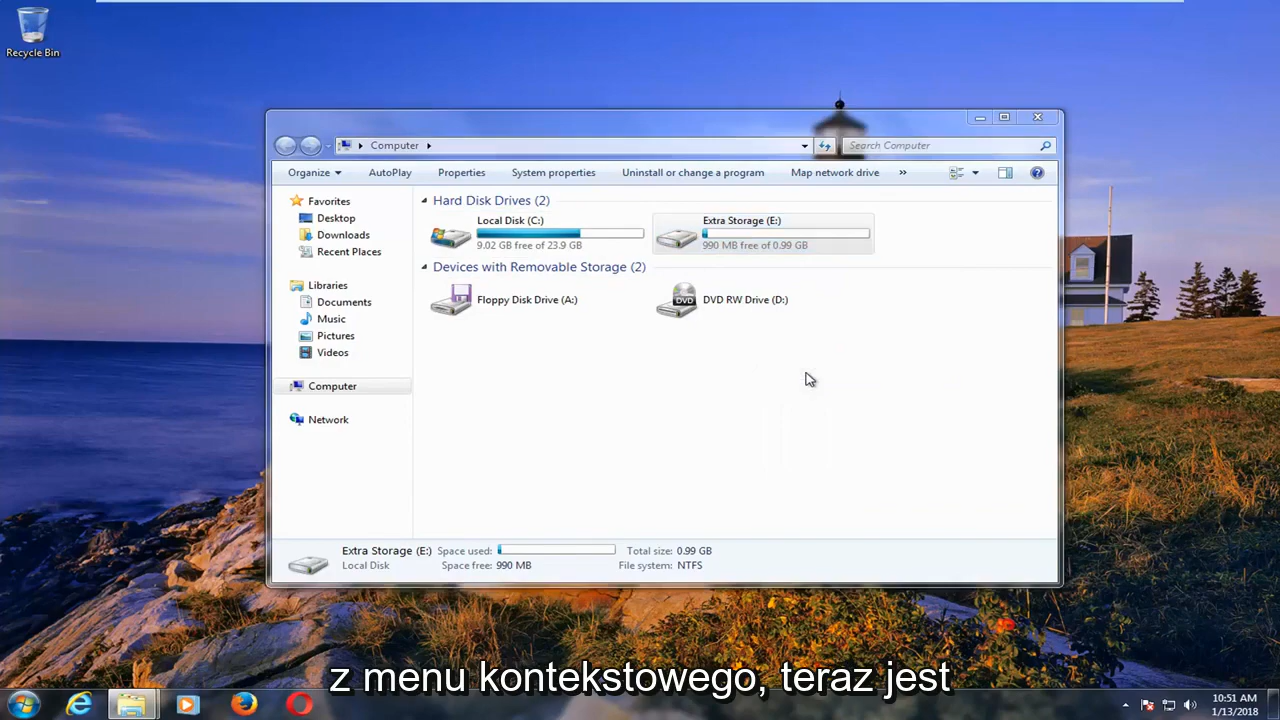 Recycle Bin
Computer
Search Computer
Organize AutoPlay Properties System properties Uninstall or change a program Map network drive »
Favorites
Desktop
Downloads
Recent Places
Libraries
Documents
Music
Pictures
Videos
Computer
Network
Hard Disk Drives (2)
Local Disk (C:)
9.02 GB free of 23.9 GB
Extra Storage (E:)
990 MB free of 0.99 GB
Devices with Removable Storage (2)
Floppy Disk Drive (A:)
DVD
DVD RW Drive (D:)
Extra Storage (E:) Space used: Total size: 0.99 GB
Local Disk Space free: 990 MB File system: NTFS
z menu kontekstowego, teraz jest
10:51 AM
1/13/2018